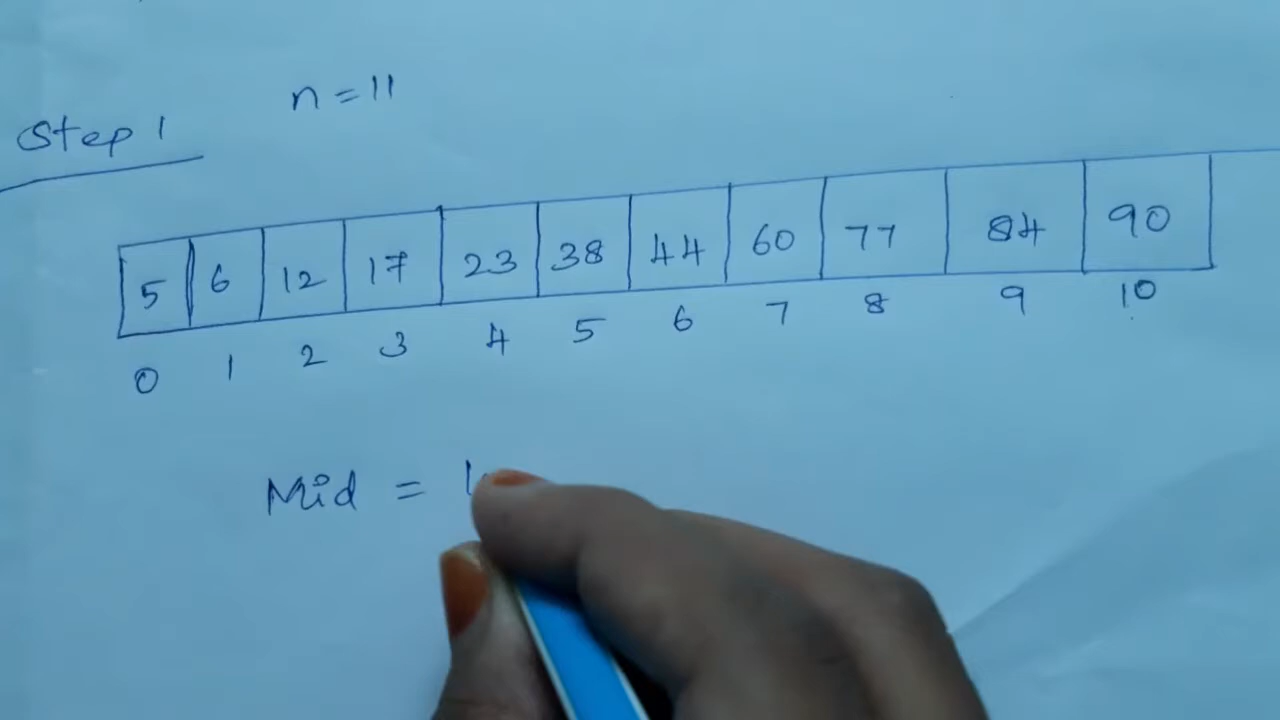 n = 11
Step 1
5 6 12 17 23 38 44 60 77 84 90
0 1 2 3 4 5 6 7 8 9 10
Mid = l